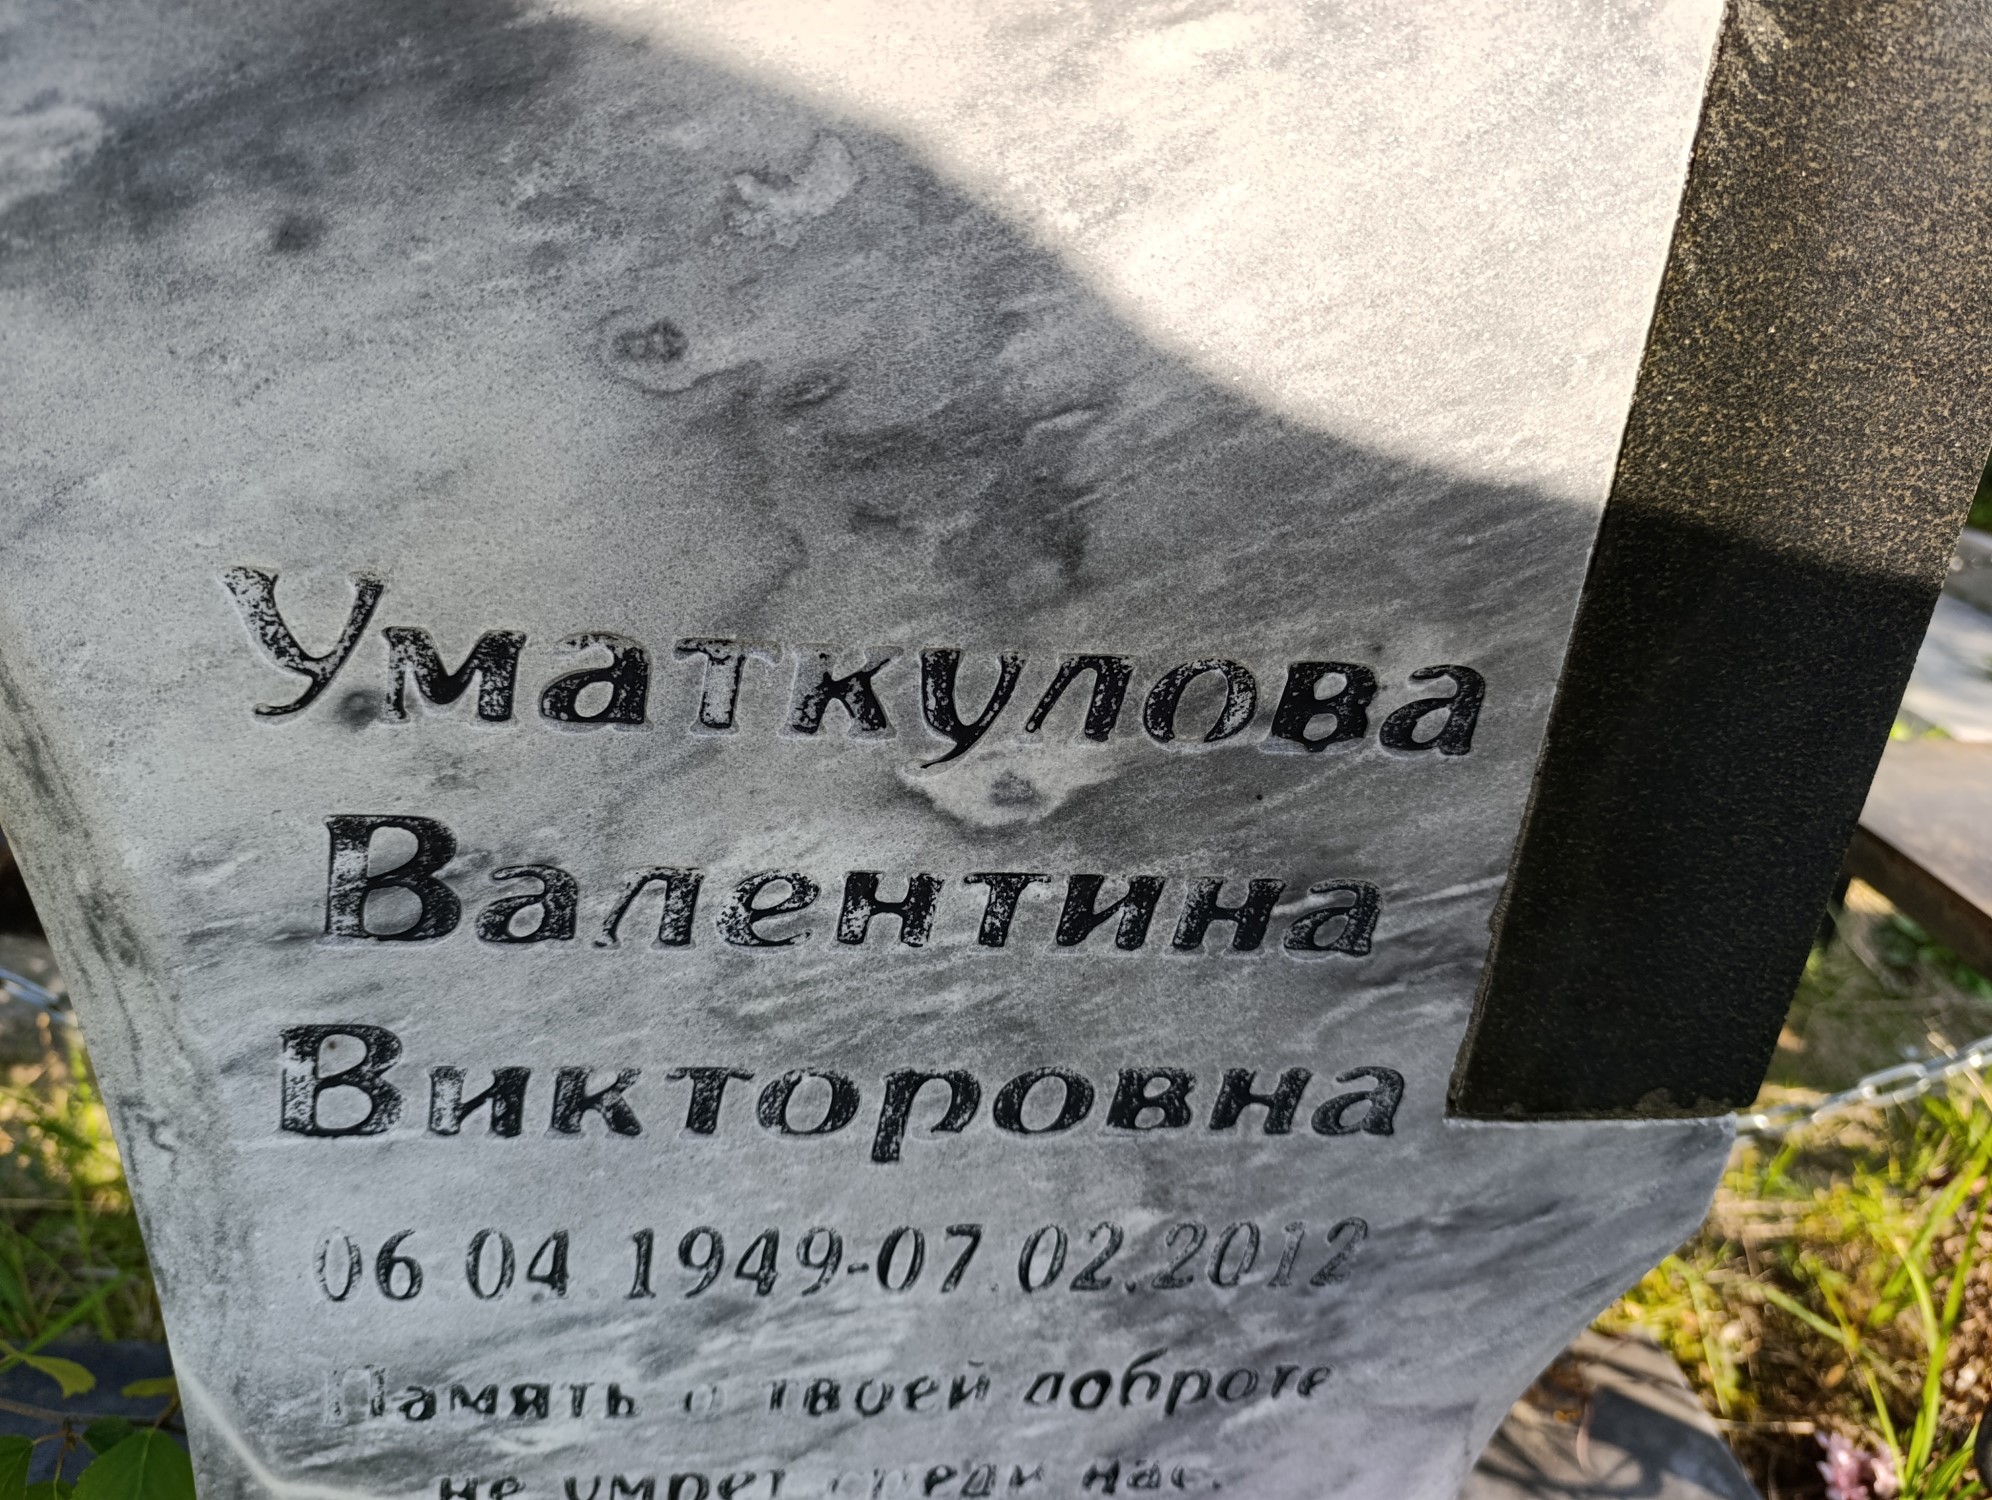 Уматкулова
Валентина
Викторовна
06.04.1949-07.02.2012
Память о твоей доброте
не умрет среди нас.